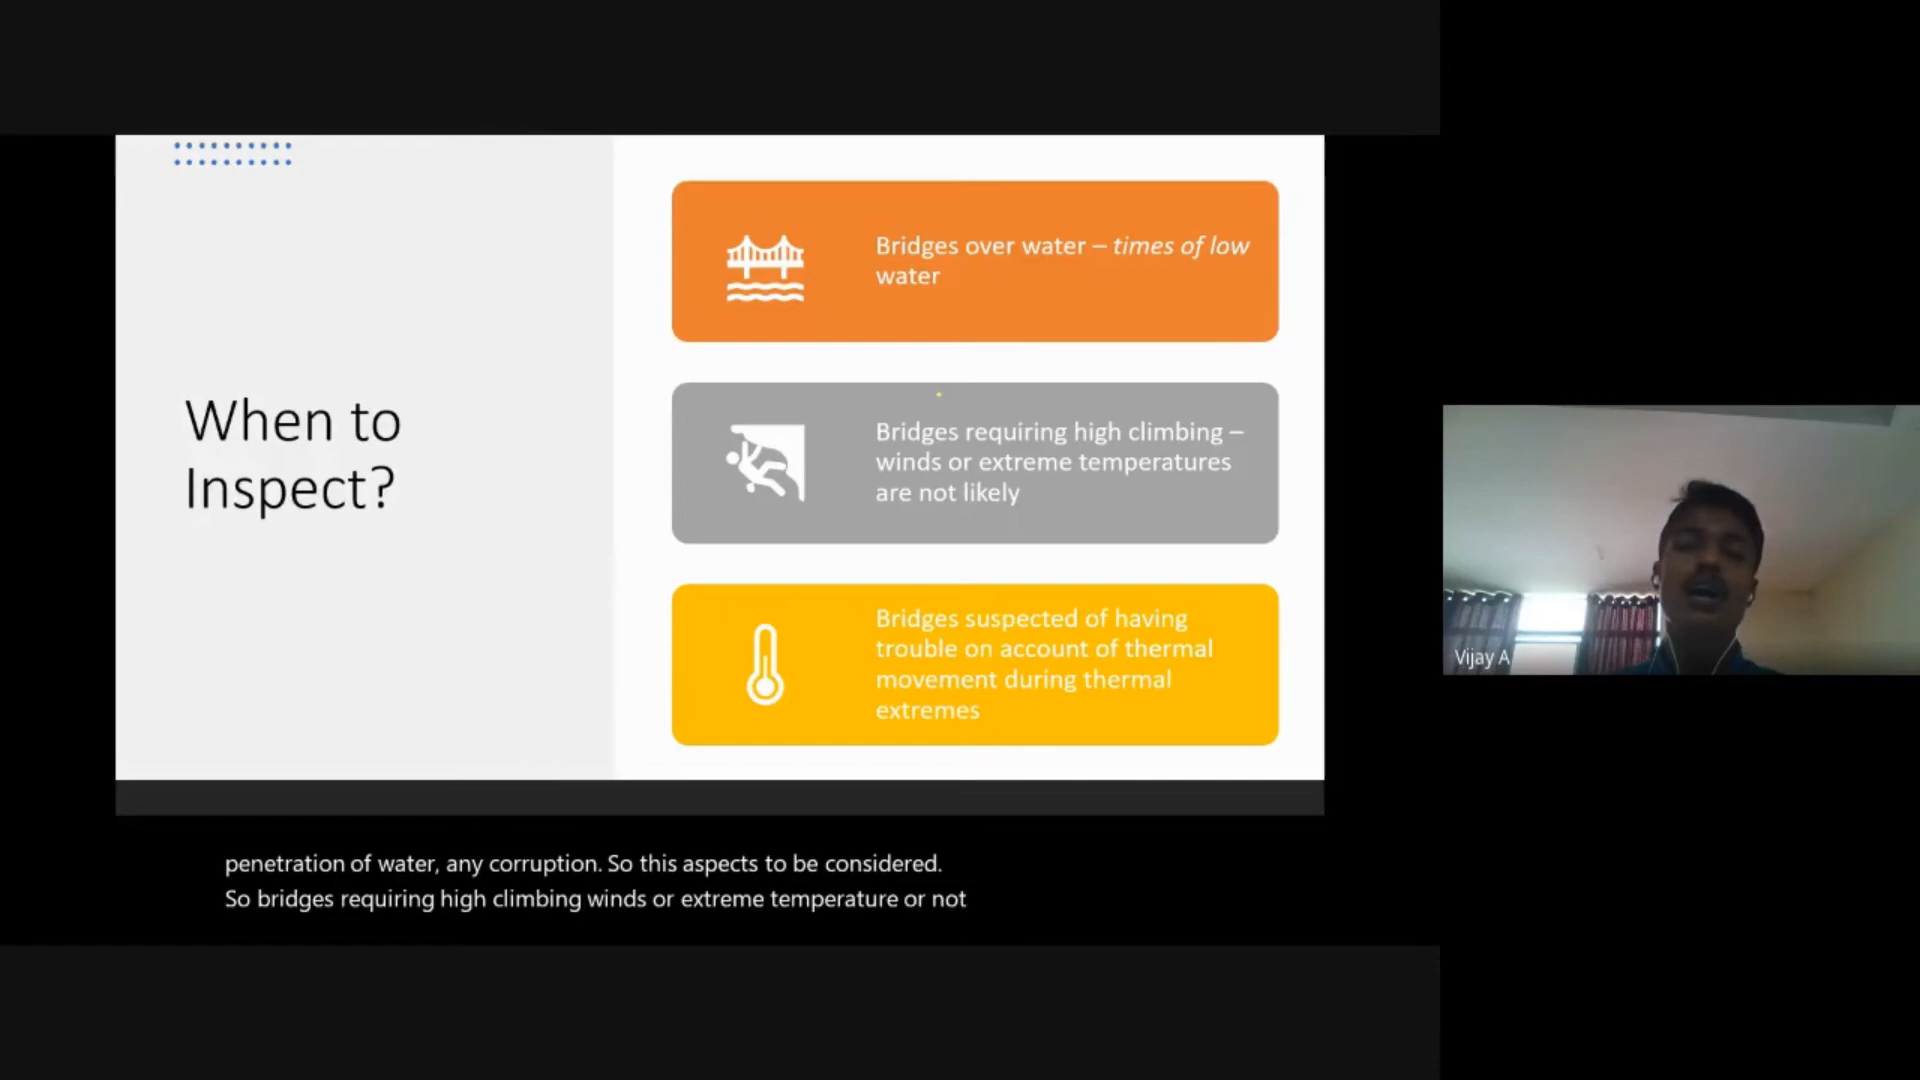 When to
Inspect?
Bridges over water – times of low
water
Bridges requiring high climbing –
winds or extreme temperatures
are not likely
Bridges suspected of having
trouble on account of thermal
movement during thermal
extremes
Vijay A
penetration of water, any corruption. So this aspects to be considered.
So bridges requiring high climbing winds or extreme temperature or not